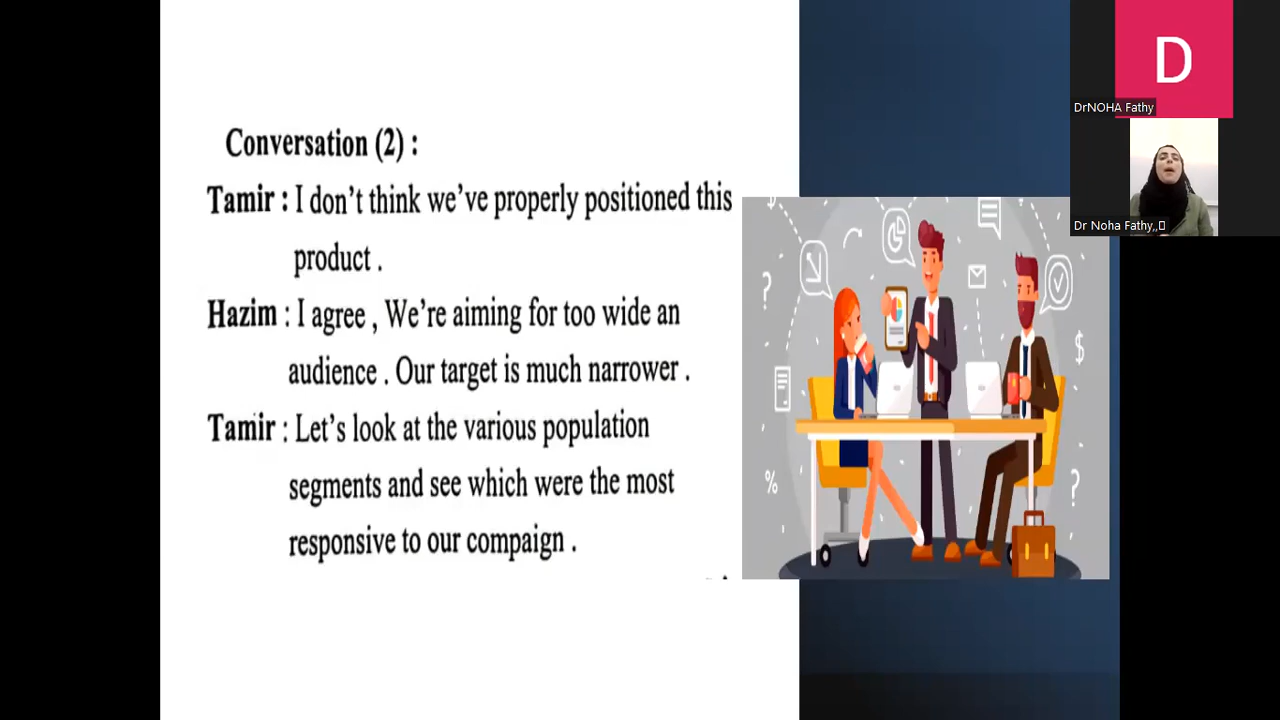 Conversation (2) :
Tamir : I don't think we've properly positioned this
product .
Hazim : I agree , We're aiming for too wide an
audience . Our target is much narrower .
Tamir : Let's look at the various population
segments and see which were the most
responsive to our compaign .
D
DrNOHA Fathy
Dr Noha Fathy,,